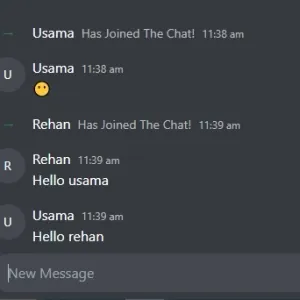 Usama Has Joined The Chat! 11:38 am
U
Usama 11:38 am
😶
Rehan Has Joined The Chat! 11:39 am
R
Rehan 11:39 am
Hello usama
U
Usama 11:39 am
Hello rehan
New Message